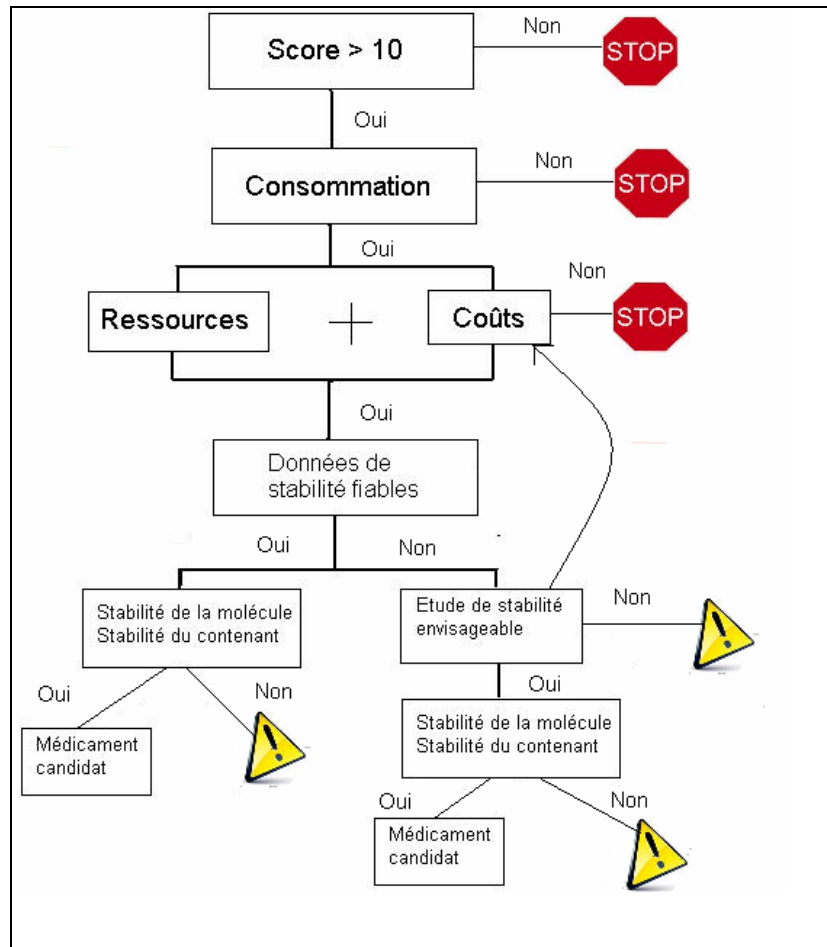 Score > 10
Non
STOP
Oui
Consommation
Non
STOP
Oui
Ressources
+
Coûts
Non
STOP
Oui
Données de
stabilité fiables
Oui
Non
Stabilité de la molécule
Stabilité du contenant
Etude de stabilité
envisageable
Non
Oui
Non
Médicament
candidat
Oui
Stabilité de la molécule
Stabilité du contenant
Oui
Non
Médicament
candidat